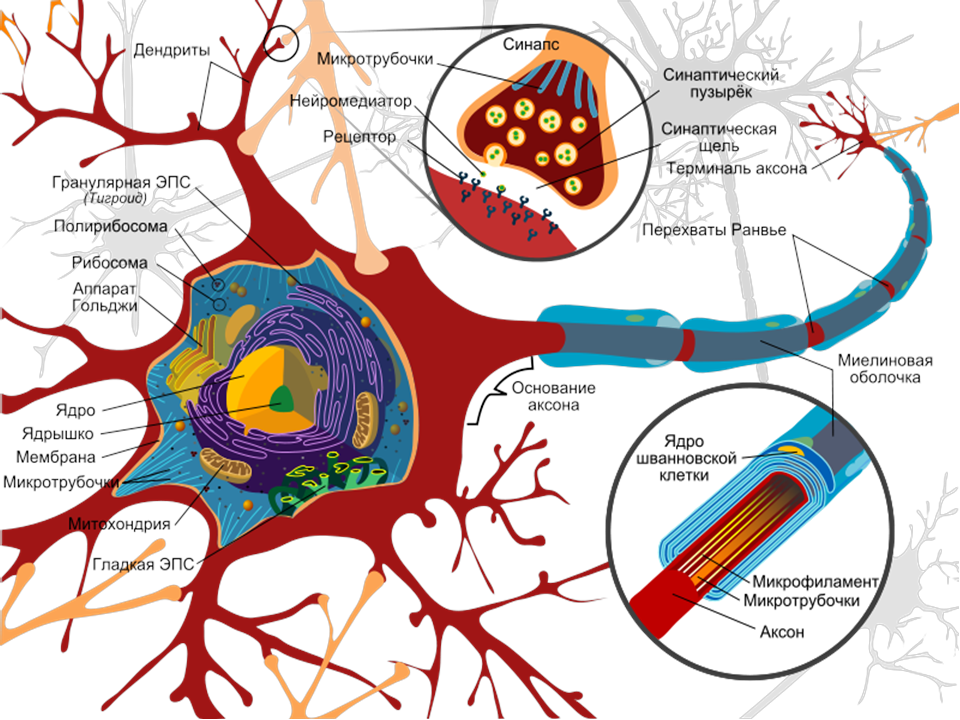 Дендриты
Синапс
Микротрубочки
Нейромедиатор
Рецептор
Синаптический
пузырёк
Синаптическая
щель
Терминаль аксона
Гранулярная ЭПС
(Тигроид)
Полирибосома
Рибосома
Аппарат
Гольджи
Перехваты Ранвье
Миелиновая
оболочка
Основание
аксона
Ядро
Ядрышко
Мембрана
Микротрубочки
Митохондрия
Гладкая ЭПС
Ядро
шванновской
клетки
Микрофиламент
Микротрубочки
Аксон